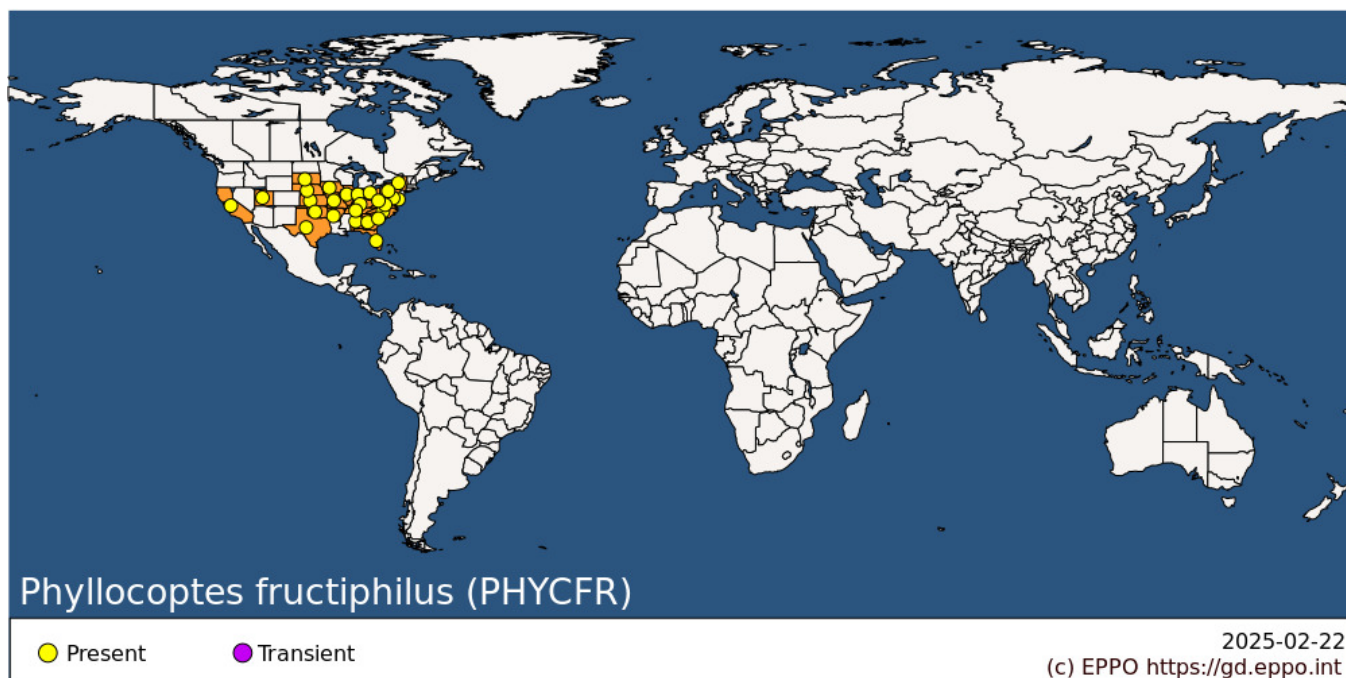 Phyllocoptes fructiphilus (PHYCFR)
Present
Transient
2025-02-22
(c) EPPO https://gd.eppo.int